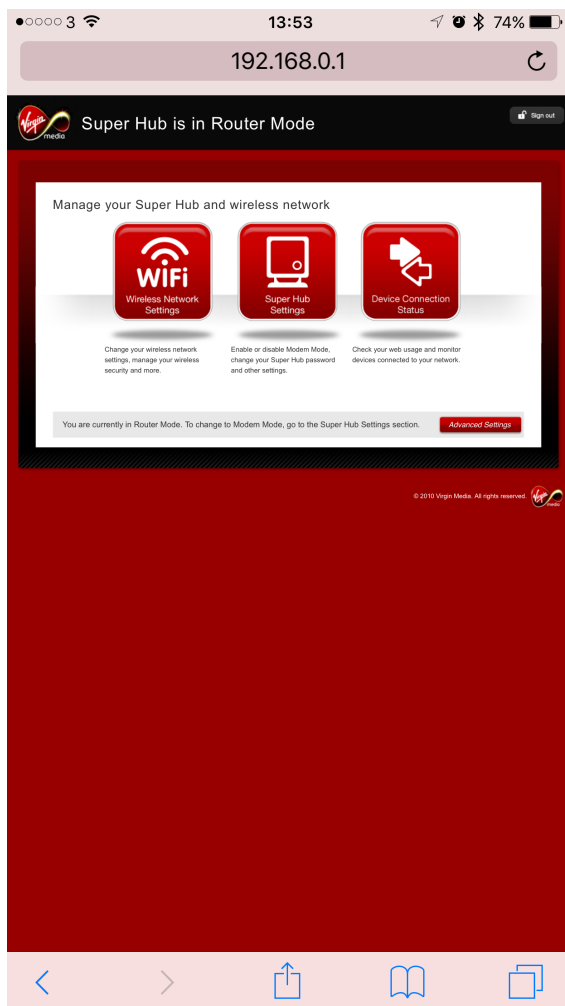 3 13:53 74%
192.168.0.1
Virgin media Super Hub is in Router Mode Sign out
Manage your Super Hub and wireless network
WiFi
Wireless Network
Settings
Super Hub
Settings
Device Connection
Status
Change your wireless network
settings, manage your wireless
security and more.
Enable or disable Modem Mode,
change your Super Hub password
and other settings.
Check your web usage and monitor
devices connected to your network.
You are currently in Router Mode. To change to Modem Mode, go to the Super Hub Settings section. Advanced Settings
© 2010 Virgin Media. All rights reserved. Virgin media